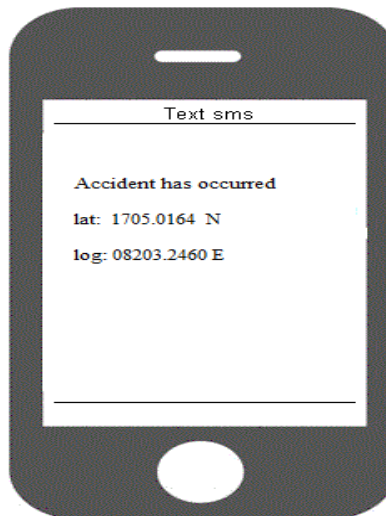 Text sms
Accident has occurred
lat: 1705.0164 N
log: 08203.2460 E